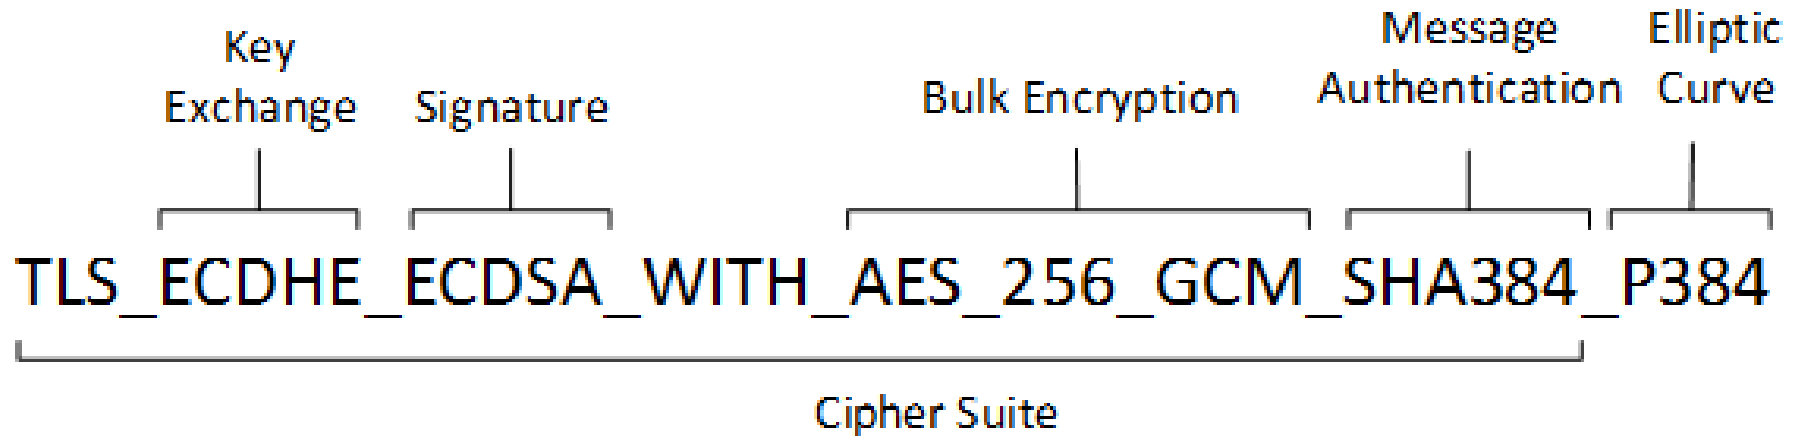 Key
Exchange
Signature
Bulk Encryption
Message
Authentication
Elliptic
Curve
TLS_ECDHE_ECDSA_WITH_AES_256_GCM_SHA384_P384
Cipher Suite